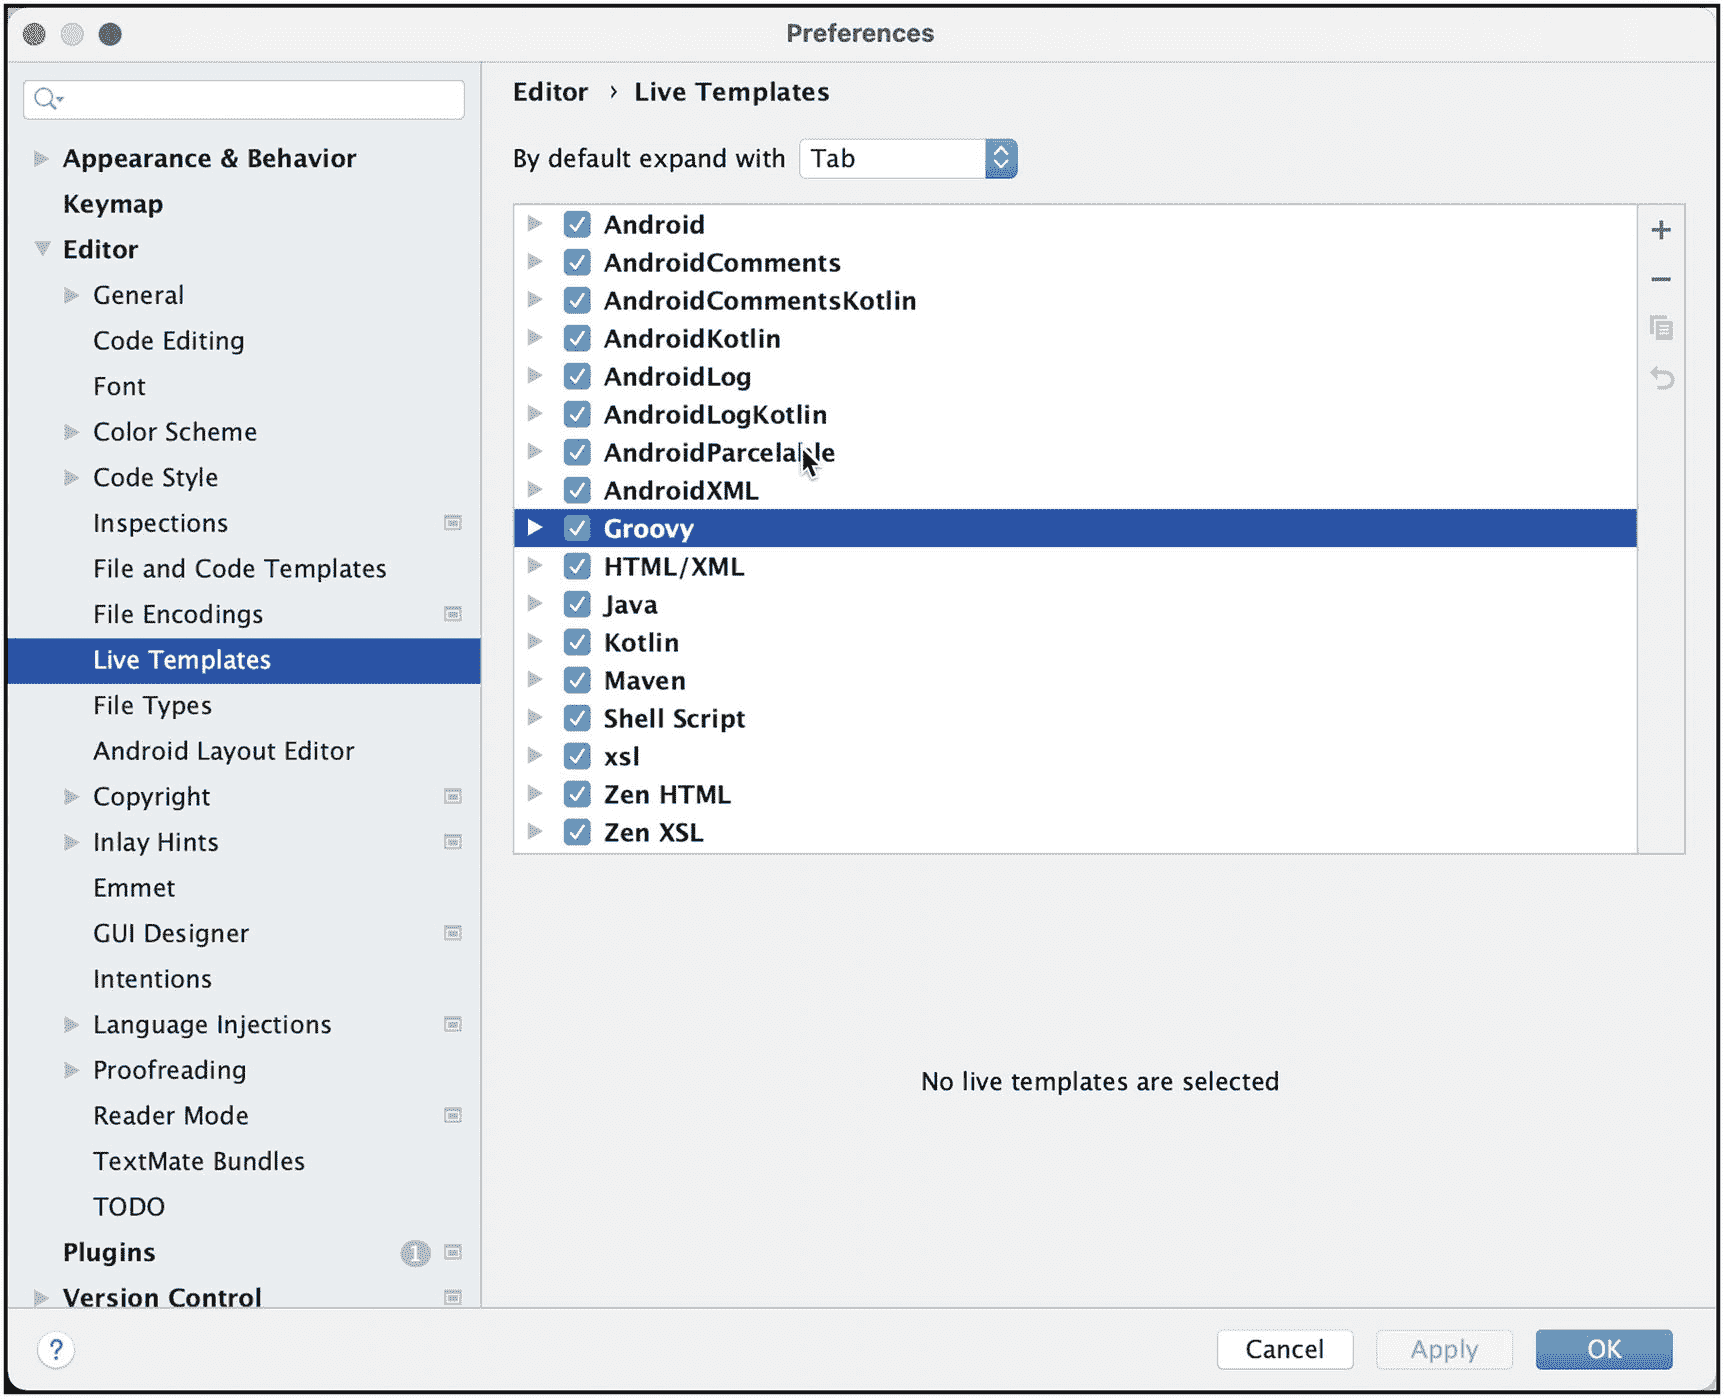 Preferences
Appearance & Behavior
Keymap
Editor
General
Code Editing
Font
Color Scheme
Code Style
Inspections
File and Code Templates
File Encodings
Live Templates
File Types
Android Layout Editor
Copyright
Inlay Hints
Emmet
GUI Designer
Intentions
Language Injections
Proofreading
Reader Mode
TextMate Bundles
TODO
Plugins 1
Version Control
Editor › Live Templates
By default expand with Tab
Android
AndroidComments
AndroidCommentsKotlin
AndroidKotlin
AndroidLog
AndroidLogKotlin
AndroidParcelable
AndroidXML
Groovy
HTML/XML
Java
Kotlin
Maven
Shell Script
xsl
Zen HTML
Zen XSL
No live templates are selected
?
Cancel
Apply
OK